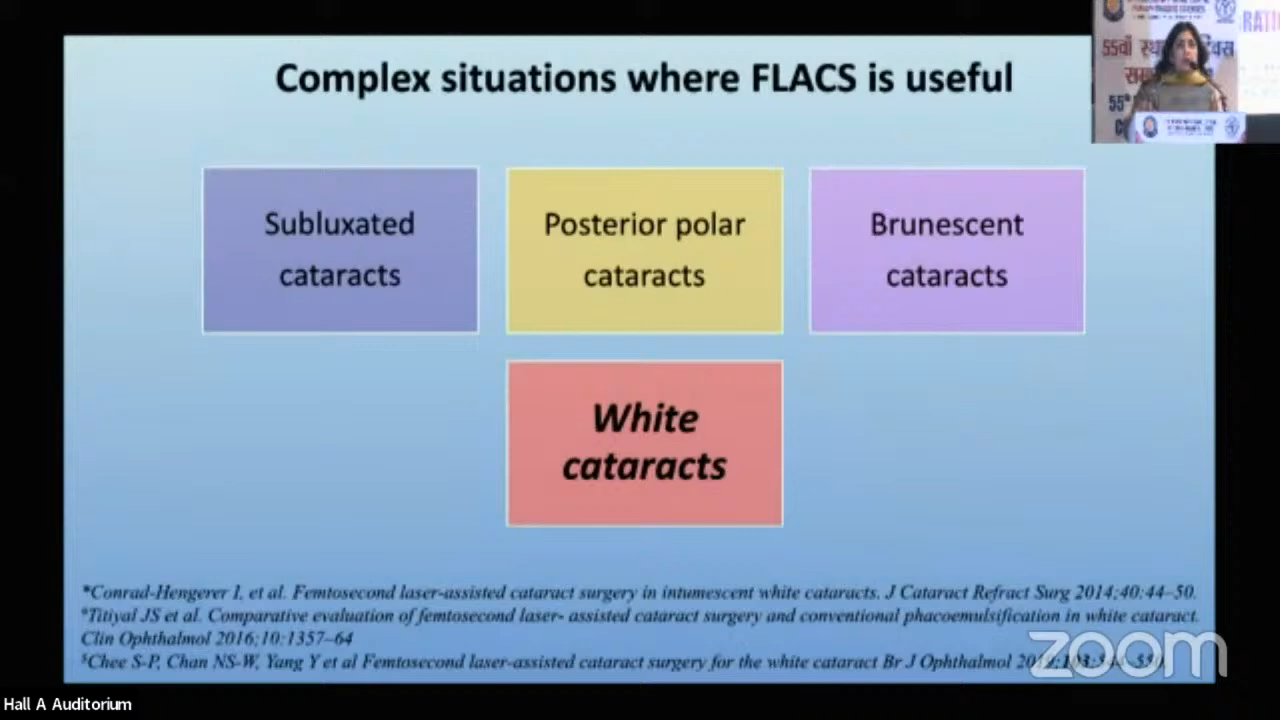 Complex situations where FLACS is useful
Subluxated
cataracts
Posterior polar
cataracts
Brunescent
cataracts
White
cataracts
*Conrad-Hengerer I, et al. Femtosecond laser-assisted cataract surgery in intumescent white cataracts. J Cataract Refract Surg 2014;40:44–50.
#Titiyal JS et al. Comparative evaluation of femtosecond laser- assisted cataract surgery and conventional phacoemulsification in white cataract.
Clin Ophthalmol 2016;10:1357–64
$Chee S-P, Chan NS-W, Yang Y et al Femtosecond laser-assisted cataract surgery for the white cataract Br J Ophthalmol
zoom
Hall A Auditorium
55वां
55